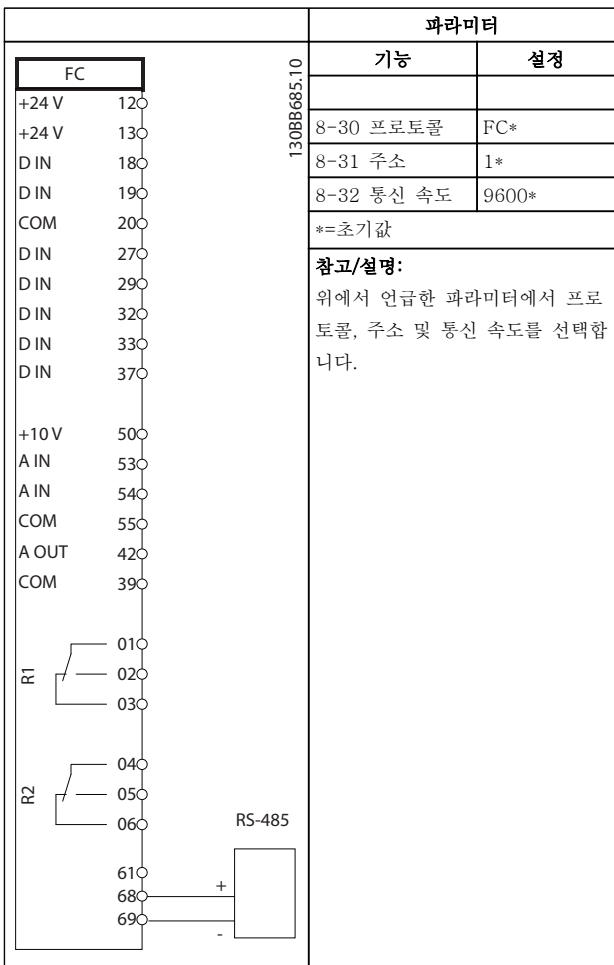 파라미터
기능 설정
8-30 프로토콜 FC*
8-31 주소 1*
8-32 통신 속도 9600*
*=초기값
참고/설명:
위에서 언급한 파라미터에서 프로
토콜, 주소 및 통신 속도를 선택합
니다.
130BB685.10
FC
+24 V 12
+24 V 13
D IN 18
D IN 19
COM 20
D IN 27
D IN 29
D IN 32
D IN 33
D IN 37
+10 V 50
A IN 53
A IN 54
COM 55
A OUT 42
COM 39
R1
01
02
03
R2
04
05
06
RS-485
61
68 +
69 -